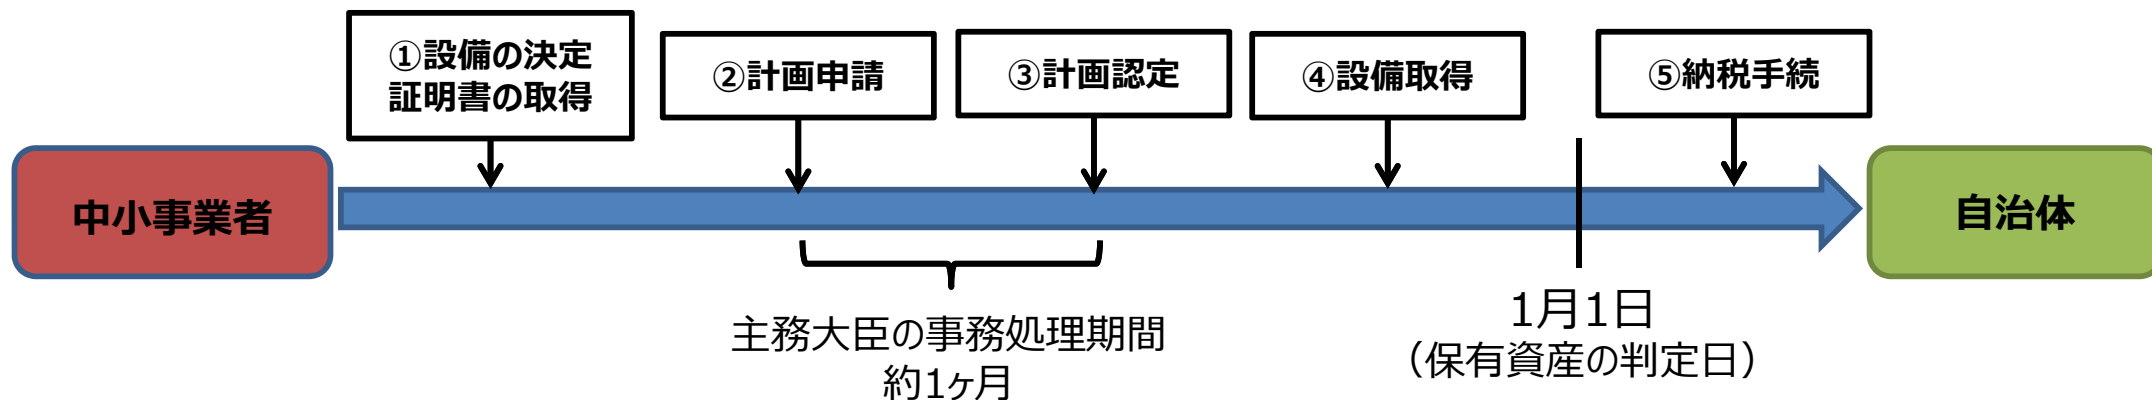 ①設備の決定
証明書の取得
②計画申請
③計画認定
④設備取得
⑤納税手続
中小事業者
自治体
主務大臣の事務処理期間
約1ヶ月
1月1日
（保有資産の判定日）